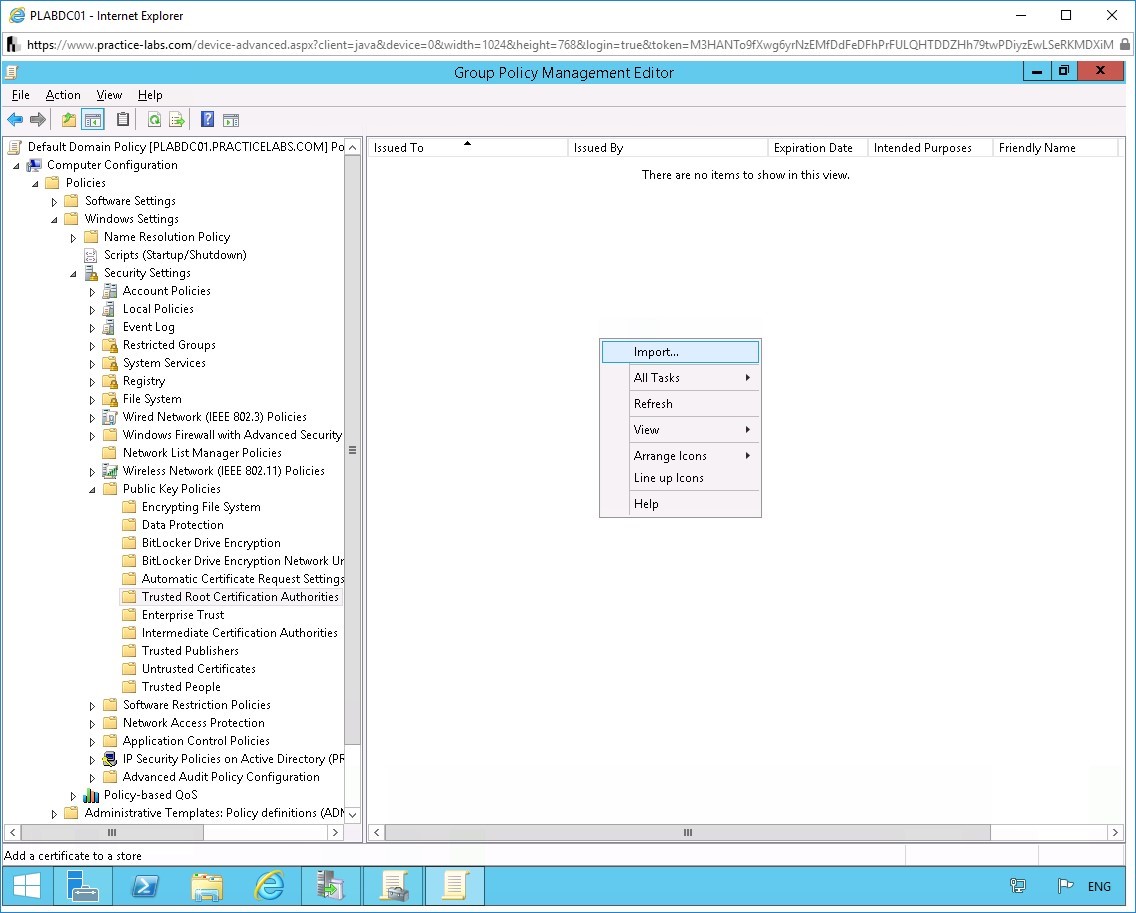 PLABDC01 - Internet Explorer
https://www.practice-labs.com/device-advanced.aspx?client=java&device=0&width=1024&height=768&login=true&token=M3HANTo9fXwg6yrNzEMfDdFeDFhPrFULQHTDDZHh79twPDiyzEwLSeRKMDXiM
Group Policy Management Editor
File Action View Help
Default Domain Policy [PLABDC01.PRACTICELABS.COM] Po
Computer Configuration
Policies
Software Settings
Windows Settings
Name Resolution Policy
Scripts (Startup/Shutdown)
Security Settings
Account Policies
Local Policies
Event Log
Restricted Groups
System Services
Registry
File System
Wired Network (IEEE 802.3) Policies
Windows Firewall with Advanced Security
Network List Manager Policies
Wireless Network (IEEE 802.11) Policies
Public Key Policies
Encrypting File System
Data Protection
BitLocker Drive Encryption
BitLocker Drive Encryption Network Ur
Automatic Certificate Request Settings
Trusted Root Certification Authorities
Enterprise Trust
Intermediate Certification Authorities
Trusted Publishers
Untrusted Certificates
Trusted People
Software Restriction Policies
Network Access Protection
Application Control Policies
IP Security Policies on Active Directory (PR
Advanced Audit Policy Configuration
Policy-based QoS
Administrative Templates: Policy definitions (ADM
Issued To Issued By Expiration Date Intended Purposes Friendly Name
There are no items to show in this view.
Import...
All Tasks
Refresh
View
Arrange Icons
Line up Icons
Help
Add a certificate to a store
ENG